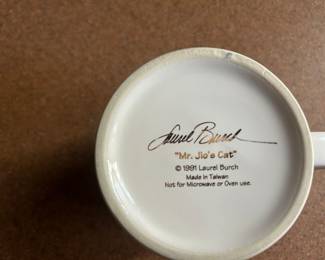 Laurel Burch
"Mr. Jio's Cat"
© 1991 Laurel Burch
Made in Taiwan
Not for Microwave or Oven use.